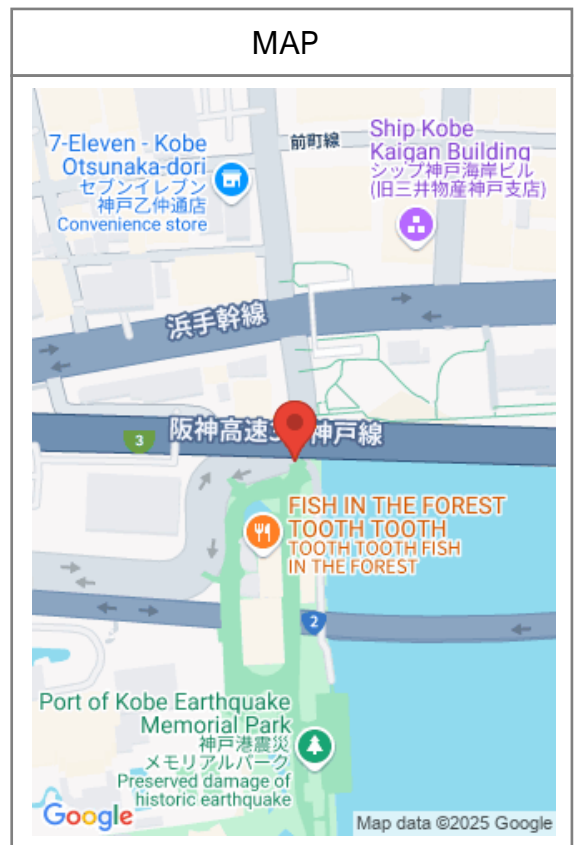 MAP
前町線
7-Eleven - Kobe
Otsunaka-dori
セブンイレブン
神戸乙仲通店
Convenience store
Ship Kobe
Kaigan Building
シップ神戸海岸ビル
(旧三井物産神戸支店)
浜手幹線
3
阪神高速3 神戸線
FISH IN THE FOREST
TOOTH TOOTH
TOOTH TOOTH FISH
IN THE FOREST
2
Port of Kobe Earthquake
Memorial Park
神戸港震災
メモリアルパーク
Preserved damage of
historic earthquake
Google
Map data ©2025 Google